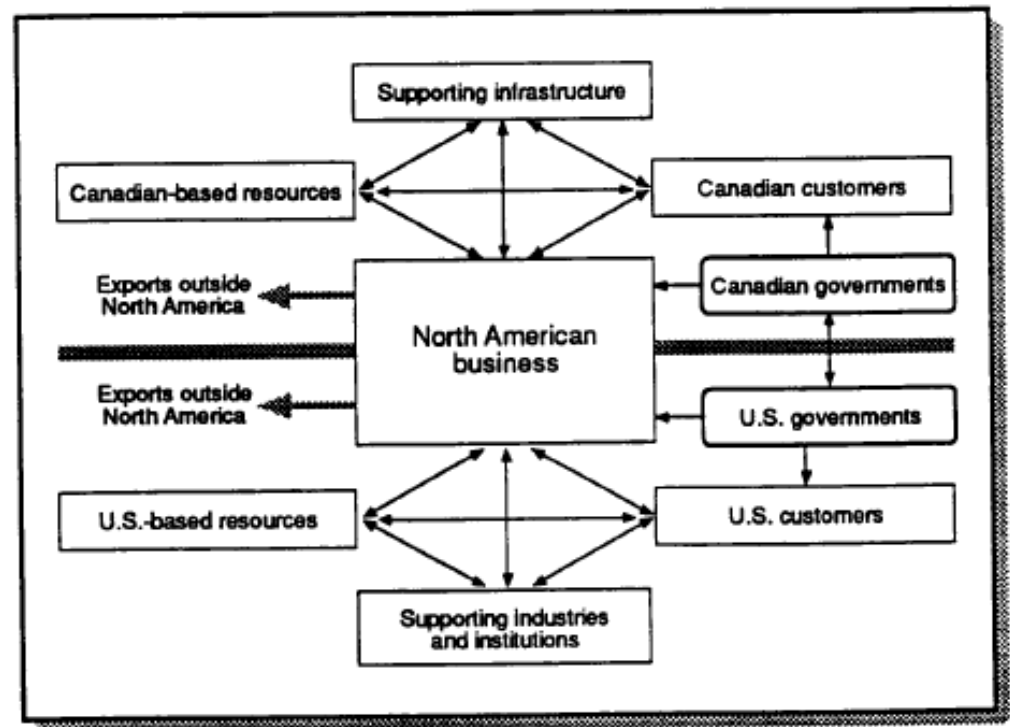 Supporting infrastructure
Canadian-based resources
Canadian customers
Exports outside
North America
Canadian governments
North American
business
Exports outside
North America
U.S. governments
U.S.-based resources
U.S. customers
Supporting industries
and institutions